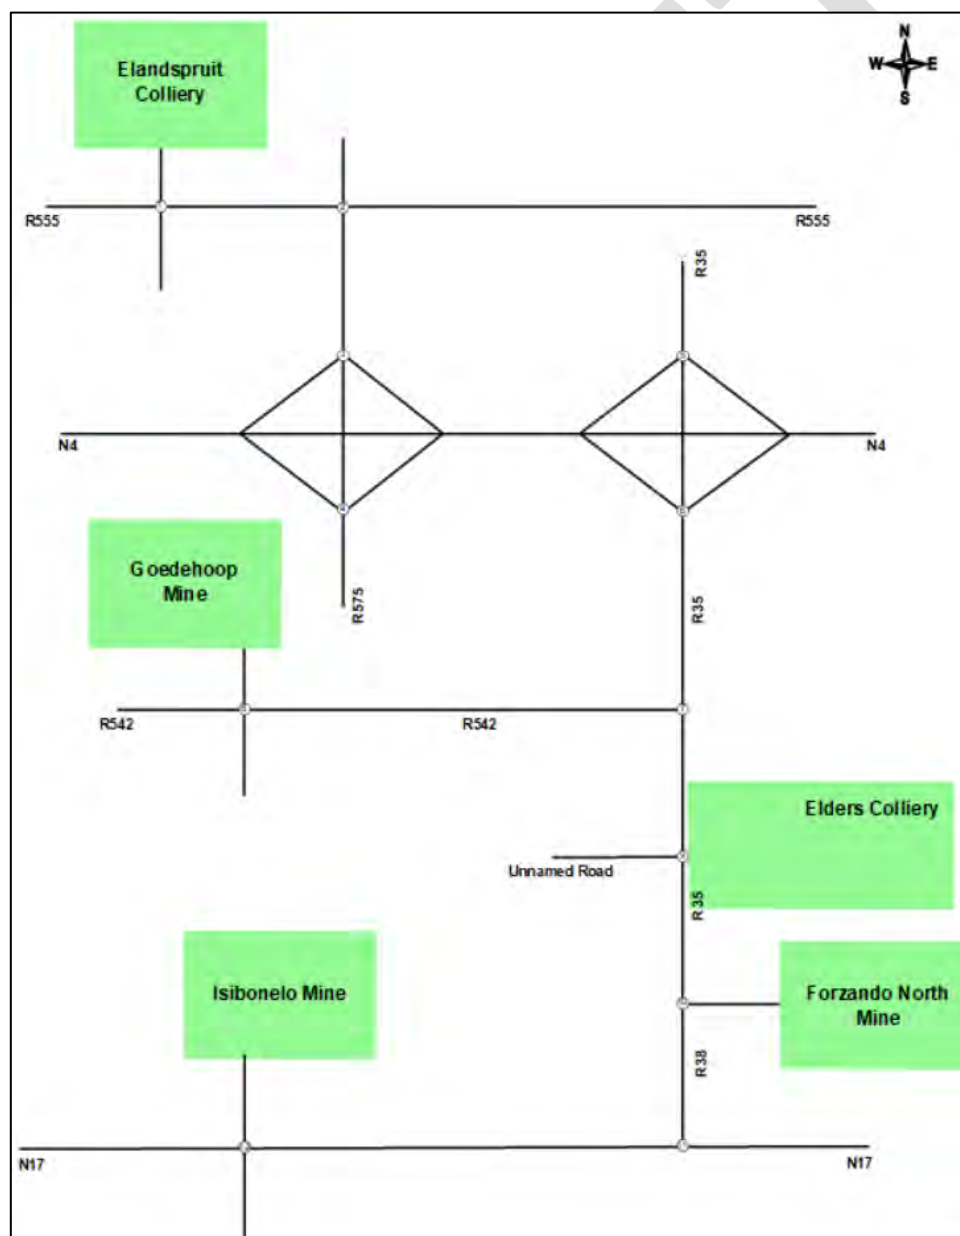 N
W E
S
Elandspruit
Colliery
R555
R555
2
R35
N4
N4
Goedehoop
Mine
R575
R35
R542
R542
Elders Colliery
Unnamed Road
R35
Isibonelo Mine
Forzando North
Mine
R38
N17
N17